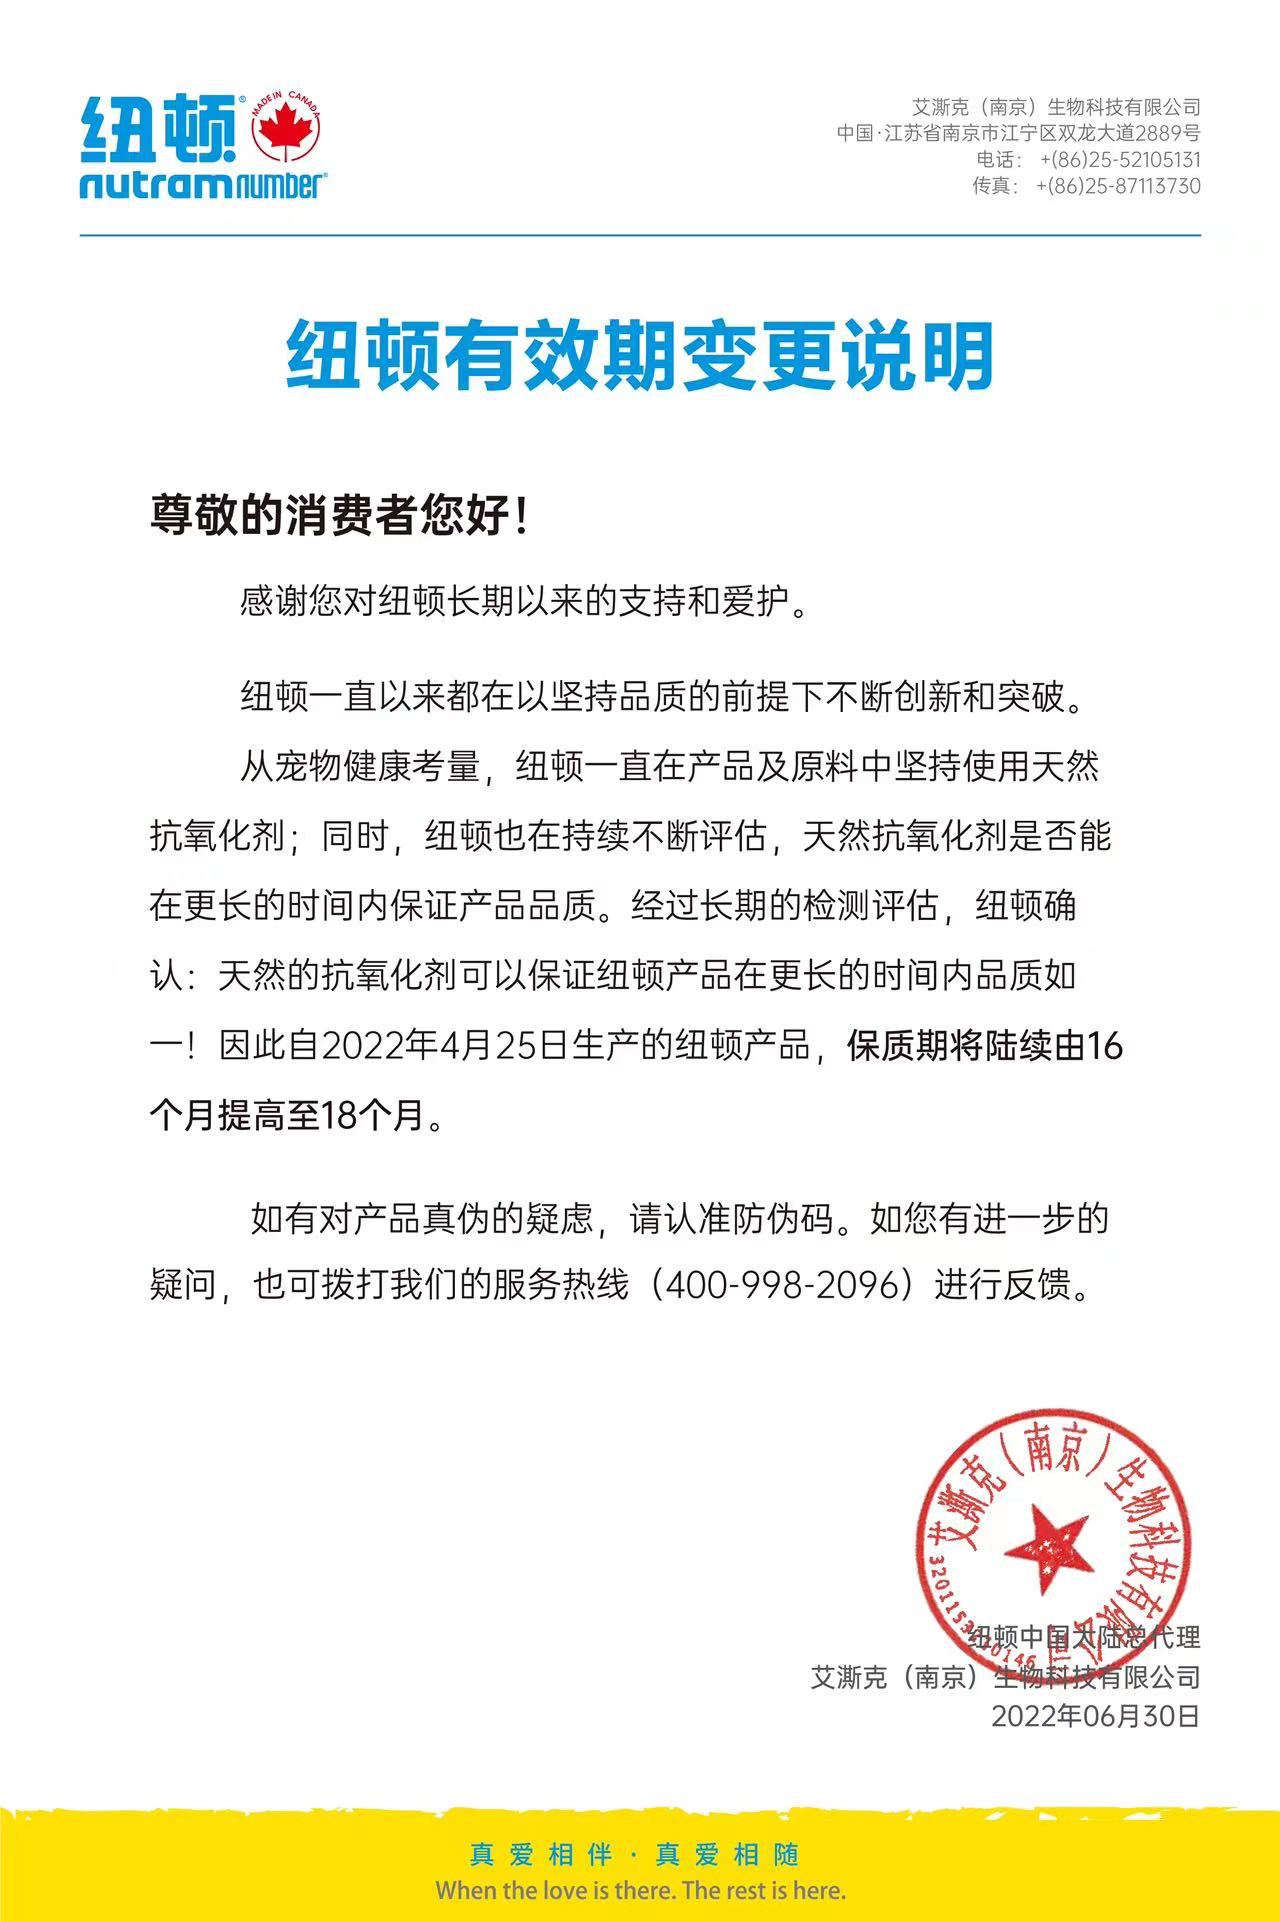 纽顿®
MADE IN CANADA
nutram number®
艾澌克（南京）生物科技有限公司
中国·江苏省南京市江宁区双龙大道2889号
电话： +(86)25-52105131
传真： +(86)25-87113730
纽顿有效期变更说明
尊敬的消费者您好！
感谢您对纽顿长期以来的支持和爱护。
纽顿一直以来都在以坚持品质的前提下不断创新和突破。
从宠物健康考量，纽顿一直在产品及原料中坚持使用天然
抗氧化剂；同时，纽顿也在持续不断评估，天然抗氧化剂是否能
在更长的时间内保证产品品质。经过长期的检测评估，纽顿确
认：天然的抗氧化剂可以保证纽顿产品在更长的时间内品质如
一！因此自2022年4月25日生产的纽顿产品，保质期将陆续由16
个月提高至18个月。
如有对产品真伪的疑虑，请认准防伪码。如您有进一步的
疑问，也可拨打我们的服务热线（400-998-2096）进行反馈。
艾澌克（南京）生物科技有限公司
纽顿中国大陆总代理
艾澌克（南京）生物科技有限公司
2022年06月30日
真爱相伴·真爱相随
When the love is there. The rest is here.